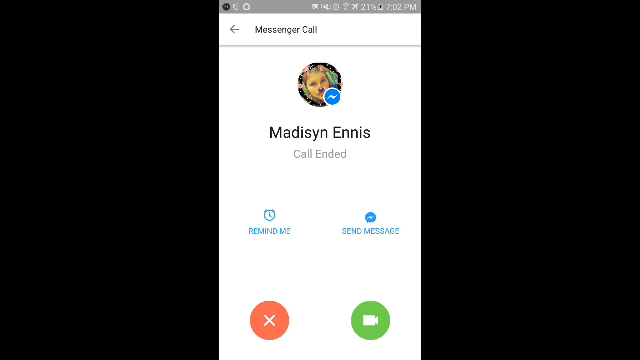 21% 7:02 PM
Messenger Call
Madisyn Ennis
Call Ended
REMIND ME
SEND MESSAGE